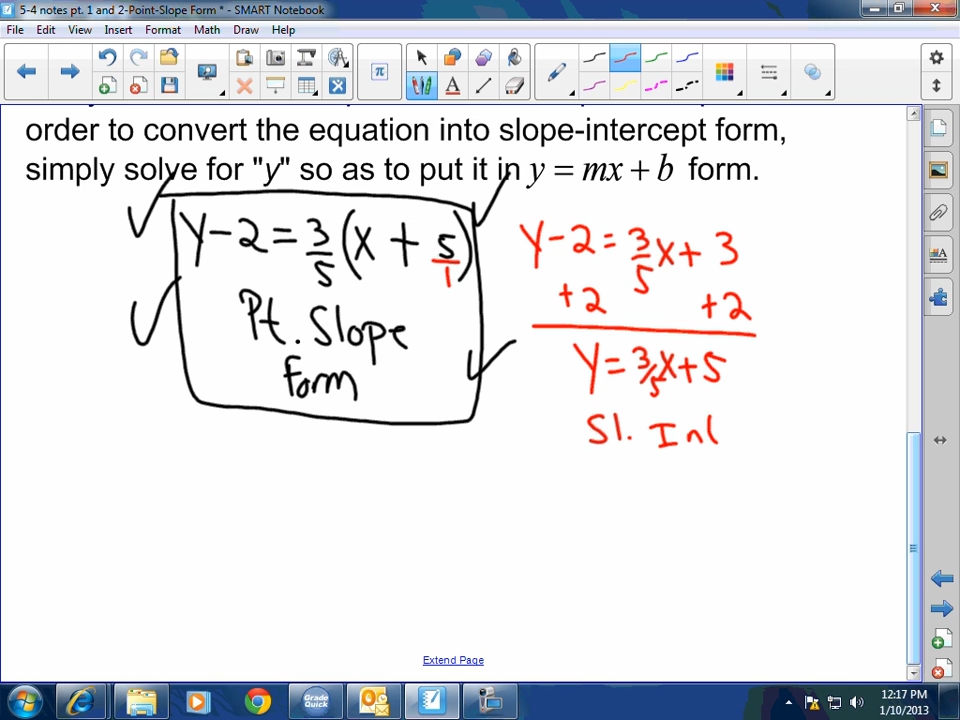 5-4 notes pt. 1 and 2-Point-Slope Form * - SMART Notebook
File Edit View Insert Format Math Draw Help
order to convert the equation into slope-intercept form,
simply solve for "y" so as to put it in y = mx + b form.
y-2=3/5(x + 5/1)
Pt. Slope
Form
y-2=3/5x+3
+2 +2
y=3/5x+5
Sl. Int
Extend Page
Grade
Quick
12:17 PM
1/10/2013